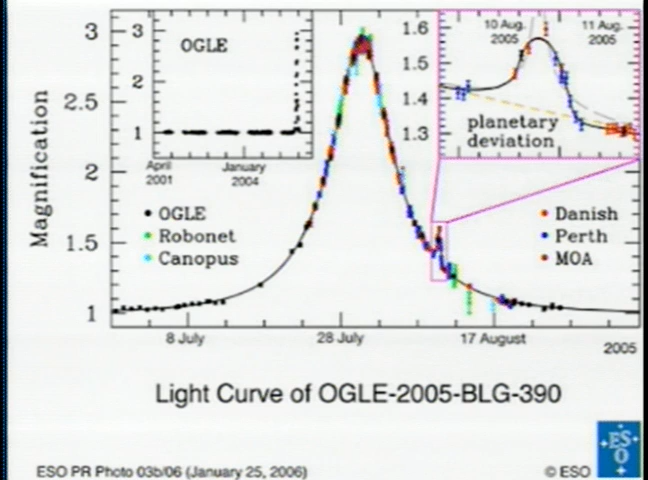 3
2.5
2
1.5
1
Magnification
OGLE
3
2
1
April
2001
January
2004
1.6
1.5
1.4
1.3
10 Aug.
2005
11 Aug.
2005
planetary
deviation
OGLE
Robonet
Canopus
Danish
Perth
MOA
8 July
28 July
17 August
2005
Light Curve of OGLE-2005-BLG-390
ESO PR Photo 03b/06 (January 25, 2006)
© ESO
ES
O